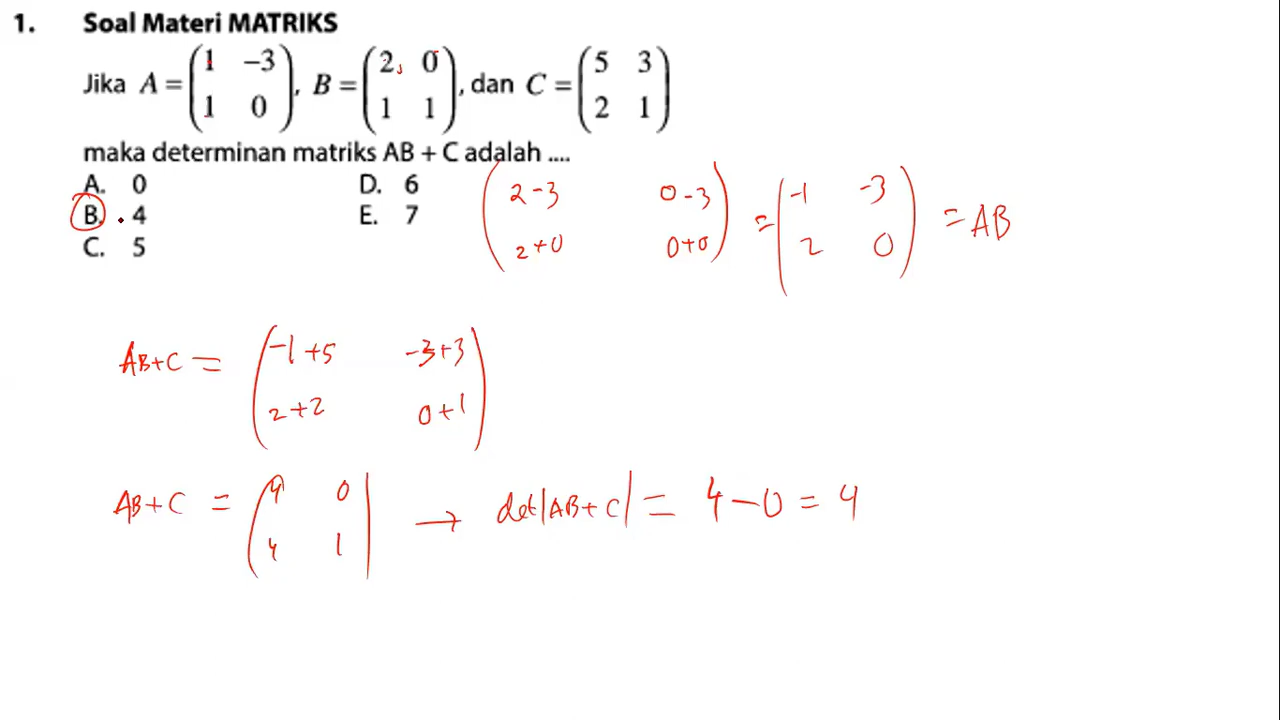 1. Soal Materi MATRIKS
Jika A = (1 -3 ; 1 0), B = (2 0 ; 1 1), dan C = (5 3 ; 2 1)
maka determinan matriks AB + C adalah ....
A. 0
B. 4
C. 5
D. 6
E. 7
(2-3 0-3 ; 2+0 0+0) = (-1 -3 ; 2 0) = AB
AB+C = (-1+5 -3+3 ; 2+2 0+1)
AB+C = (4 0 ; 4 1) → det|AB+C| = 4-0 = 4